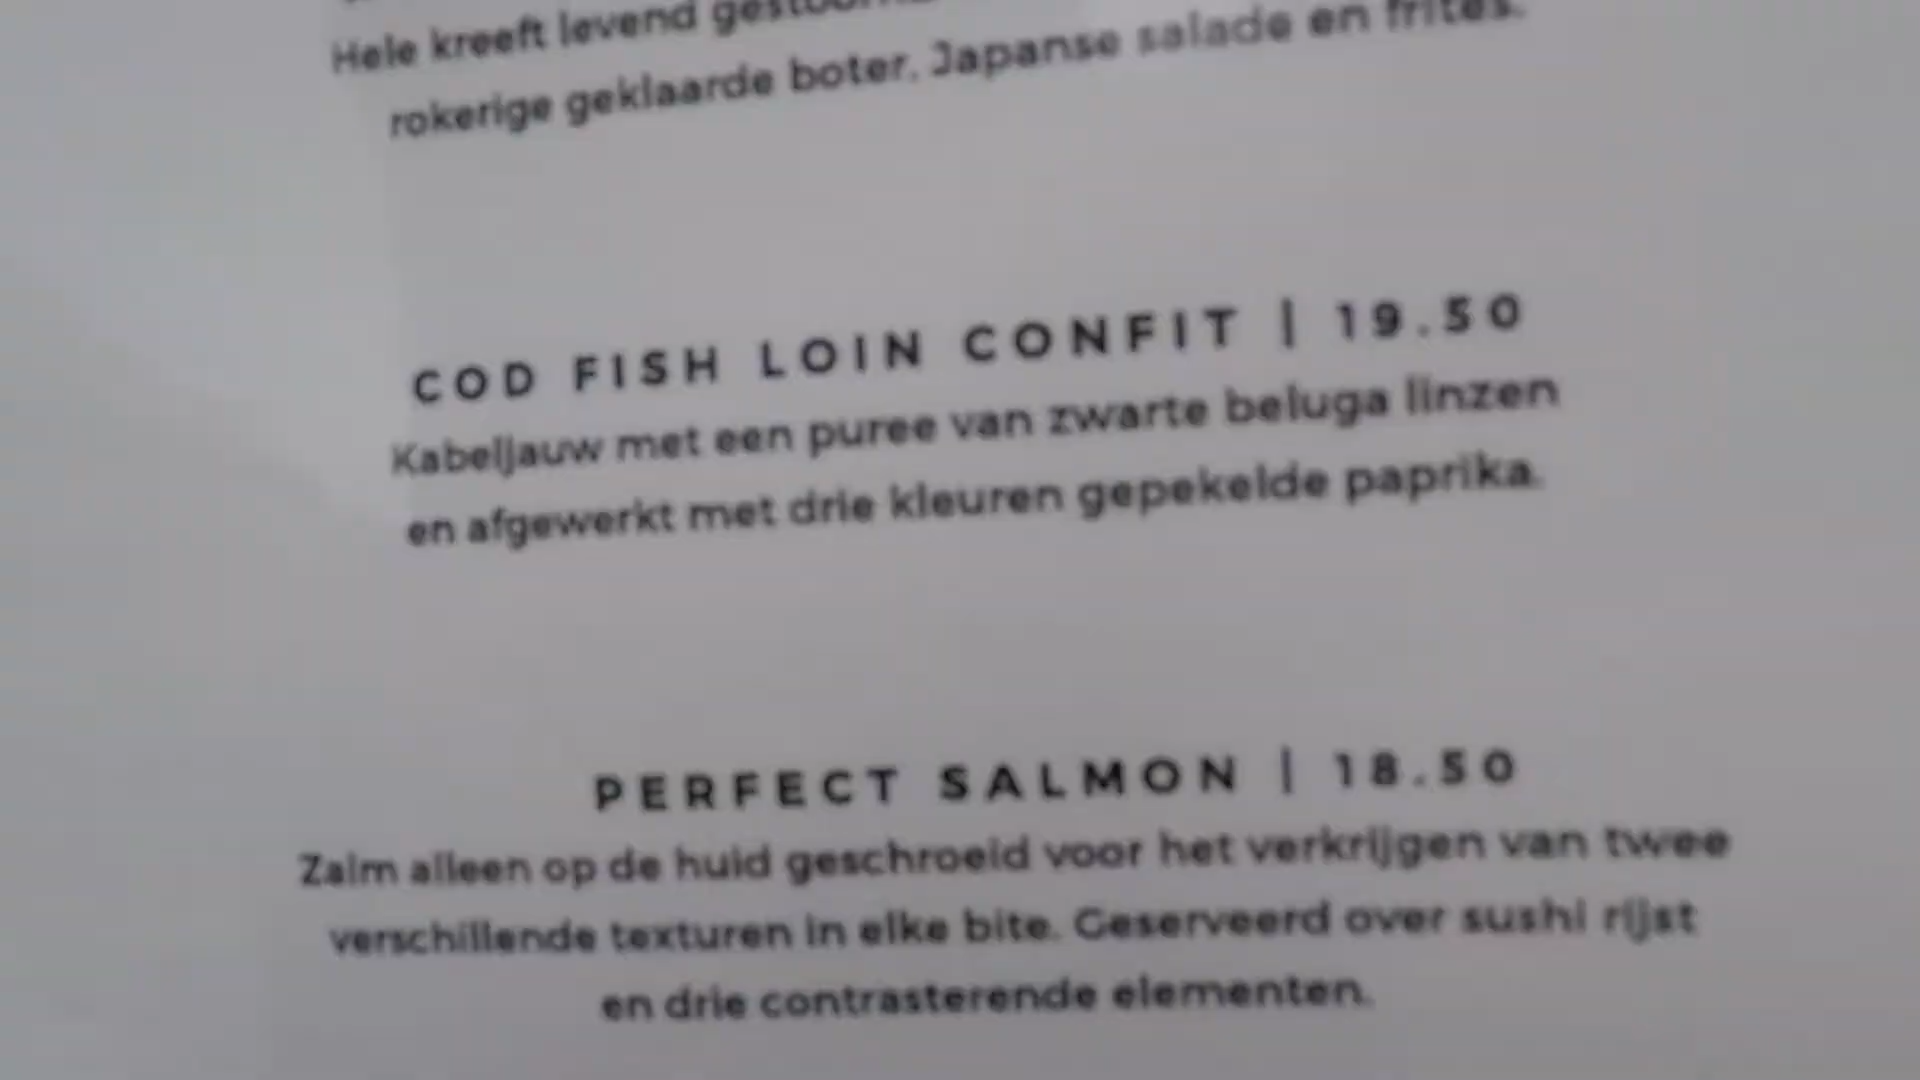 Hele kreeft levend
rokerige geklaarde boter. Japanse salade en frites.
COD FISH LOIN CONFIT | 19.50
Kabeljauw met een puree van zwarte beluga linzen
en afgewerkt met drie kleuren gepekelde paprika.
PERFECT SALMON | 18.50
Zalm alleen op de huid geschroeid voor het verkrijgen van twee
verschillende texturen in elke bite. Geserveerd over sushi rijst
en drie contrasterende elementen.